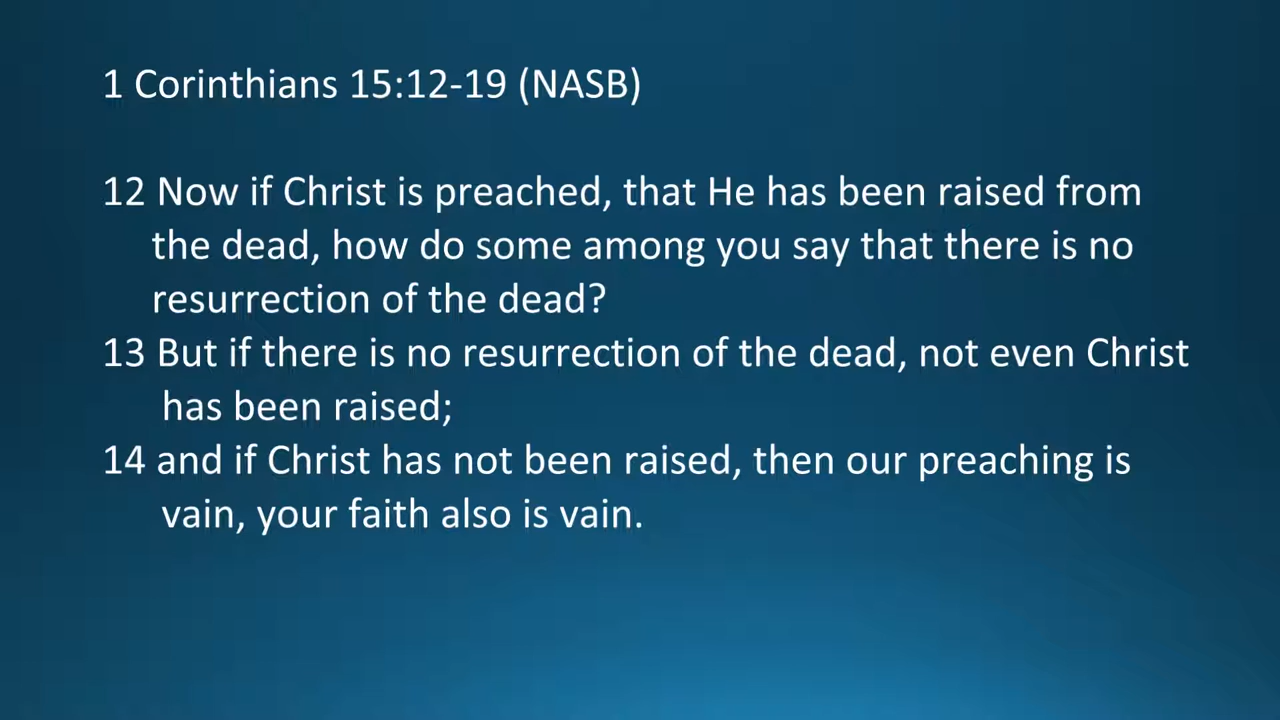 1 Corinthians 15:12-19 (NASB)
12 Now if Christ is preached, that He has been raised from
the dead, how do some among you say that there is no
resurrection of the dead?
13 But if there is no resurrection of the dead, not even Christ
has been raised;
14 and if Christ has not been raised, then our preaching is
vain, your faith also is vain.